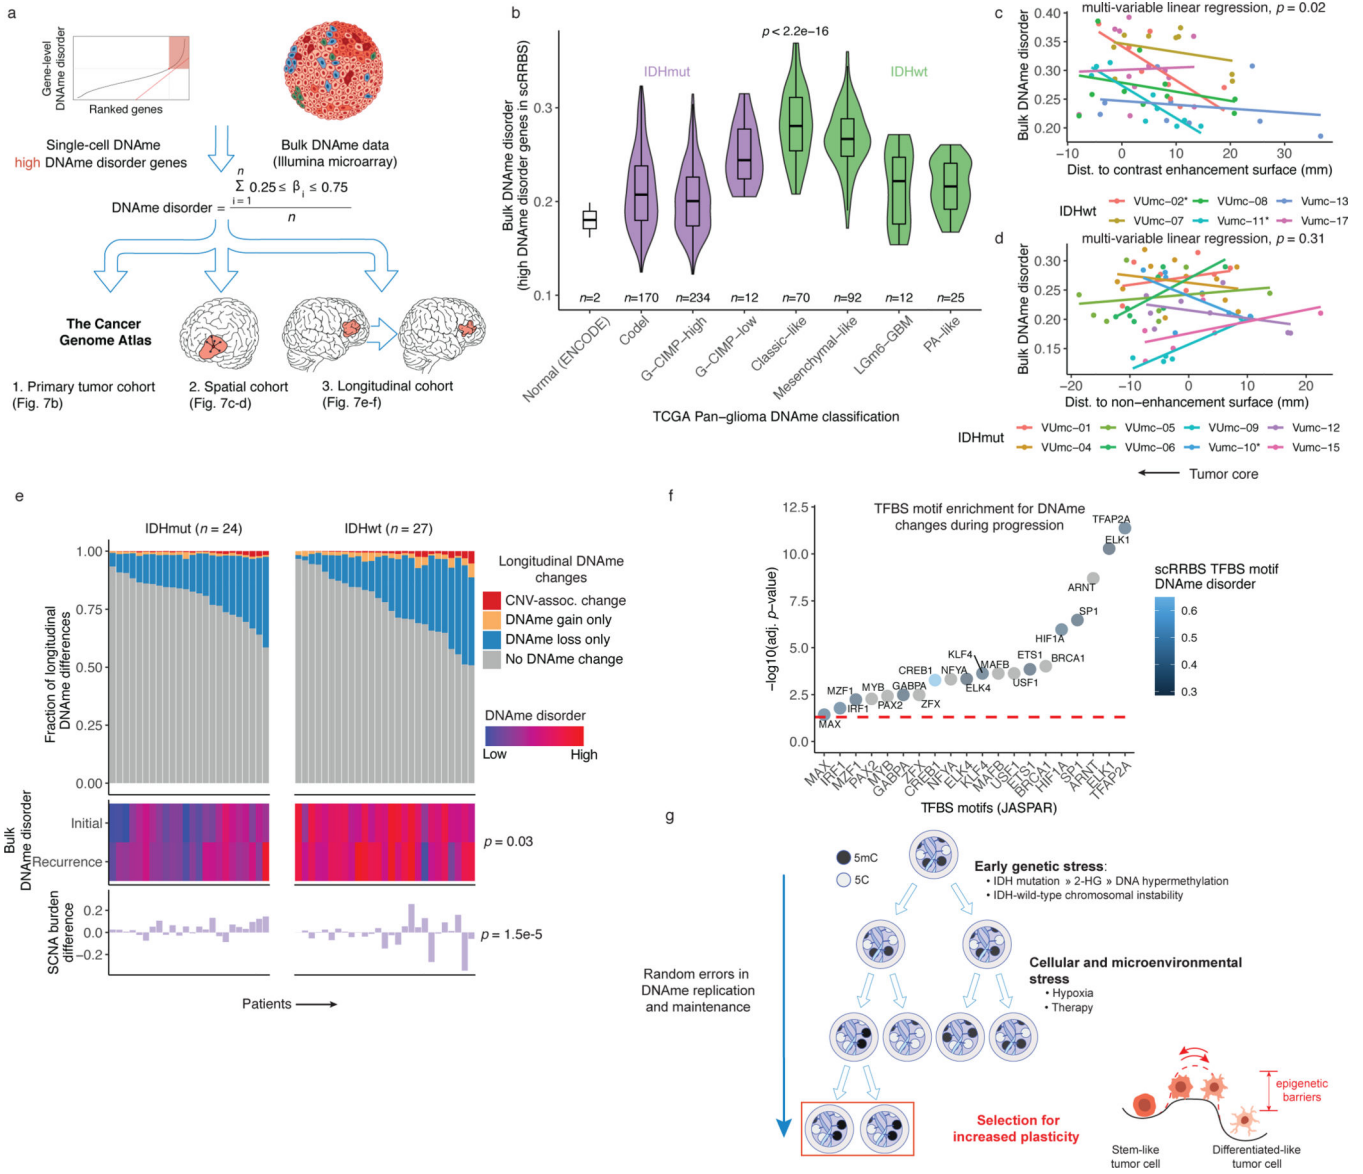 a
Gene-level
DNAme disorder
Ranked genes
Single-cell DNAme
high DNAme disorder genes
Bulk DNAme data
(Illumina microarray)
DNAme disorder = n Σ i = 1 0.25 ≤ β i ≤ 0.75 / n
The Cancer
Genome Atlas
1. Primary tumor cohort
(Fig. 7b)
2. Spatial cohort
(Fig. 7c-d)
3. Longitudinal cohort
(Fig. 7e-f)
b
Bulk DNAme disorder
(high DNAme disorder genes in scRRBS)
0.3
0.2
0.1
p < 2.2e−16
IDHmut
IDHwt
n=2
n=170
n=234
n=12
n=70
n=92
n=12
n=25
Normal (ENCODE)
Codel
G−CIMP−high
G−CIMP−low
Classic−like
Mesenchymal−like
LGm6−GBM
PA−like
TCGA Pan−glioma DNAme classification
c
multi-variable linear regression, p = 0.02
Bulk DNAme disorder
0.40
0.35
0.30
0.25
0.20
−10
0
10
20
30
Dist. to contrast enhancement surface (mm)
IDHwt
VUmc−02*
VUmc−08
Vumc−13
VUmc−07
Vumc−11*
Vumc−17
d
multi-variable linear regression, p = 0.31
Bulk DNAme disorder
0.30
0.25
0.20
0.15
−20
−10
0
10
20
Dist. to non−enhancement surface (mm)
IDHmut
VUmc−01
VUmc−05
VUmc−09
VUmc−12
VUmc−04
VUmc−06
Vumc−10*
Vumc−15
Tumor core
e
IDHmut (n = 24)
IDHwt (n = 27)
Fraction of longitudinal
DNAme differences
1.00
0.75
0.50
0.25
0.00
Longitudinal DNAme
changes
CNV-assoc. change
DNAme gain only
DNAme loss only
No DNAme change
DNAme disorder
Low
High
Bulk
DNAme disorder
Initial
Recurrence
p = 0.03
SCNA burden
difference
0.2
0.0
−0.2
p = 1.5e-5
Patients
f
TFBS motif enrichment for DNAme
changes during progression
−log10(adj. p−value)
12.5
10.0
7.5
5.0
2.5
0.0
TFAP2A
ELK1
ARNT
SP1
HIF1A
BRCA1
ETS1
USF1
MAFB
KLF4
ELK4
NFYA
CREB1
ZFX
GABPA
PAX2
MYB
MZF1
IRF1
MAX
MAX
IRF1
MZF1
PAX2
MYB
GABPA
ZFX
CREB1
NFYA
ELK4
KLF4
MAFB
USF1
ETS1
BRCA1
HIF1A
SP1
ARNT
ELK1
TFAP2A
TFBS motifs (JASPAR)
scRRBS TFBS motif
DNAme disorder
0.6
0.5
0.4
0.3
g
5mC
5C
Early genetic stress:
• IDH mutation » 2-HG » DNA hypermethylation
• IDH-wild-type chromosomal instability
Random errors in
DNAme replication
and maintenance
Cellular and microenvironmental
stress
• Hypoxia
• Therapy
Selection for
increased plasticity
epigenetic
barriers
Stem-like
tumor cell
Differentiated-like
tumor cell